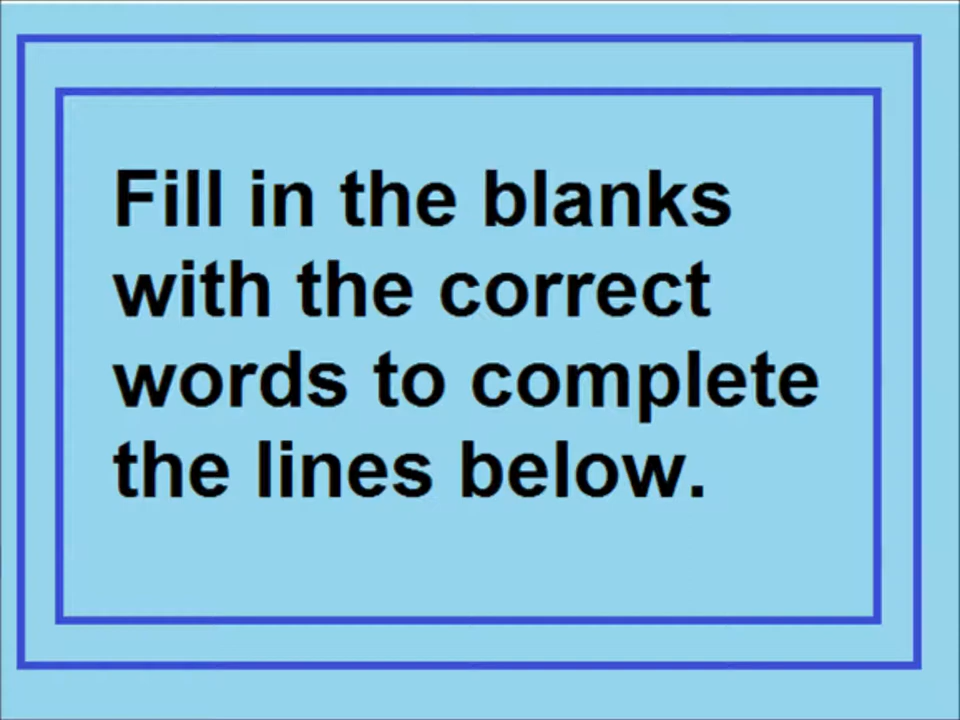 Fill in the blanks
with the correct
words to complete
the lines below.